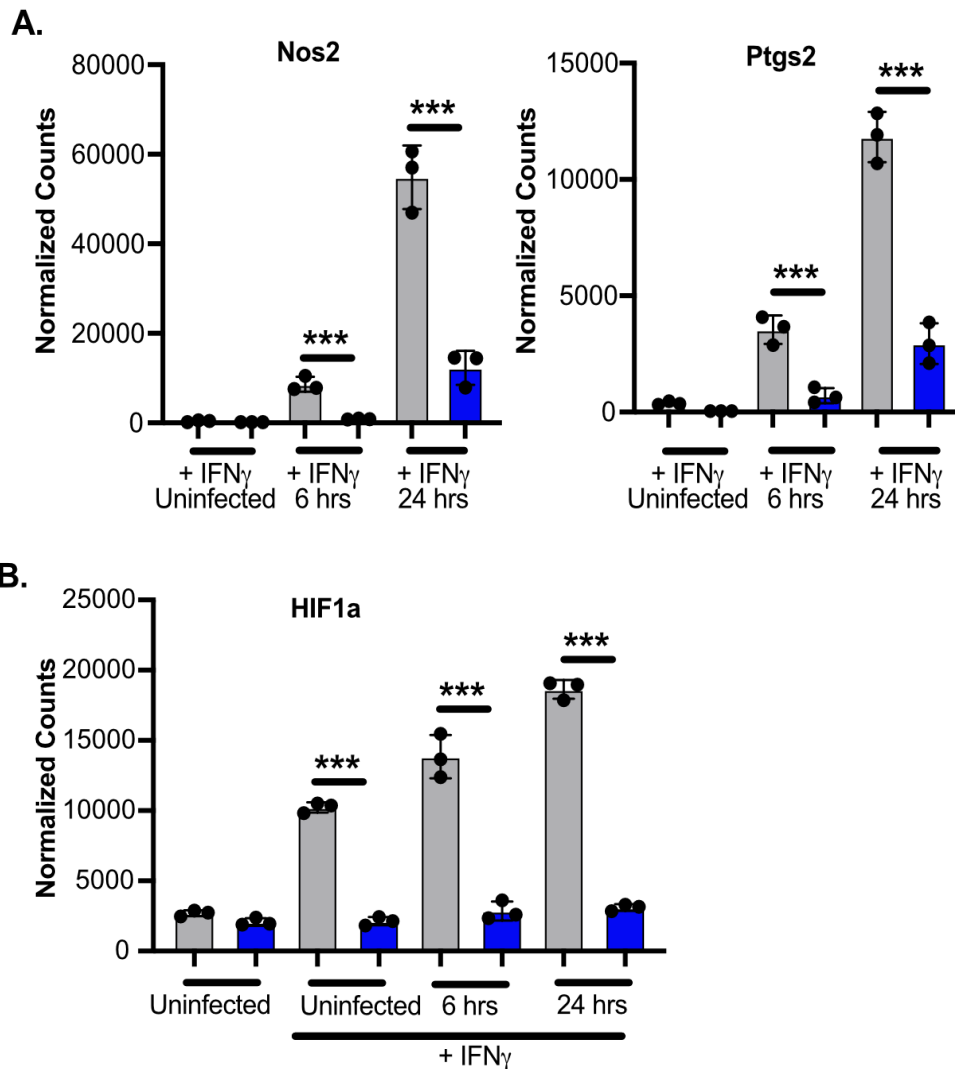 A.
Nos2
Normalized Counts
80000
60000
40000
20000
0
***
***
+ IFNγ
Uninfected
+ IFNγ
6 hrs
+ IFNγ
24 hrs
Ptgs2
Normalized Counts
15000
10000
5000
0
***
***
+ IFNγ
Uninfected
+ IFNγ
6 hrs
+ IFNγ
24 hrs
B.
HIF1a
Normalized Counts
25000
20000
15000
10000
5000
0
***
***
***
Uninfected
Uninfected
6 hrs
24 hrs
+ IFNγ